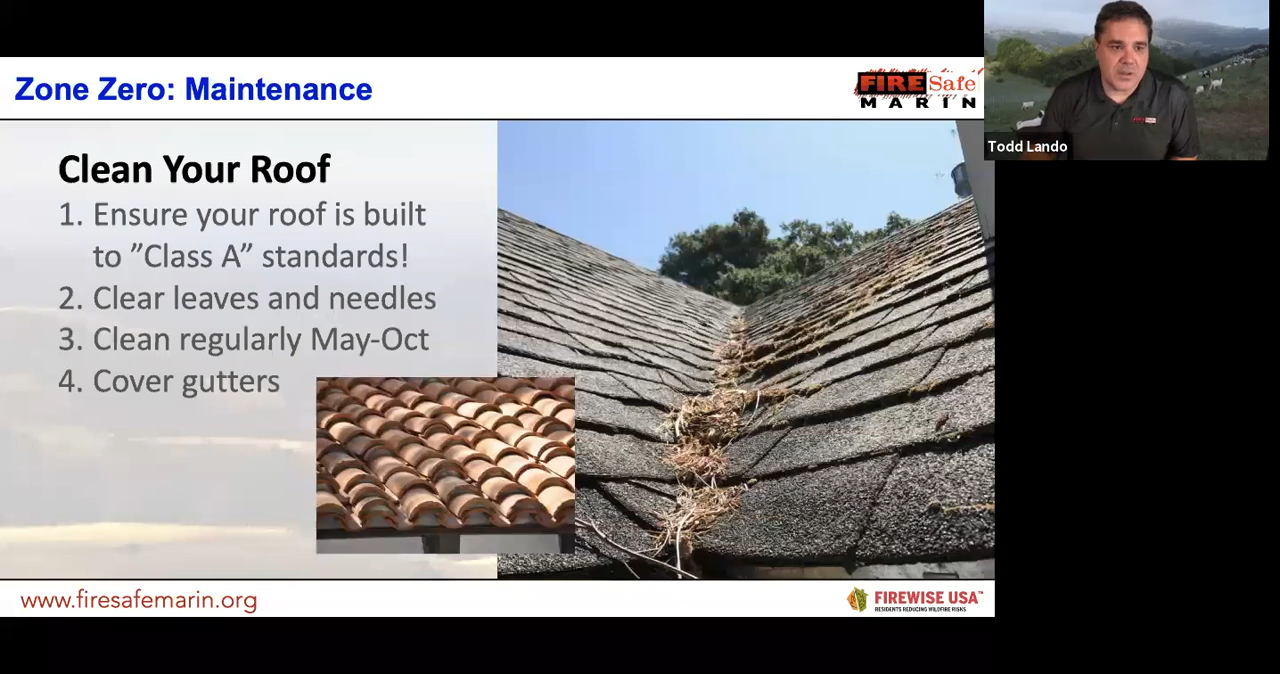 Zone Zero: Maintenance
FIRE Safe
MARIN
Todd Lando
Clean Your Roof
1. Ensure your roof is built
to ”Class A” standards!
2. Clear leaves and needles
3. Clean regularly May-Oct
4. Cover gutters
www.firesafemarin.org
FIREWISE USA™
RESIDENTS REDUCING WILDFIRE RISKS